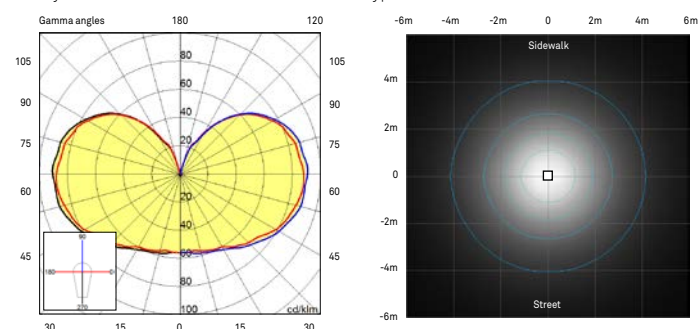 Gamma angles 180 120
105 105
90 90
75 75
60 60
45 45
30 15 0 15 30
80
60
40
20
20
40
60
80
100
cd/klm
90
180 0
270
-6m -4m -2m 0 2m 4m 6m
Sidewalk
4m
2m
0
-2m
-4m
-6m
Street